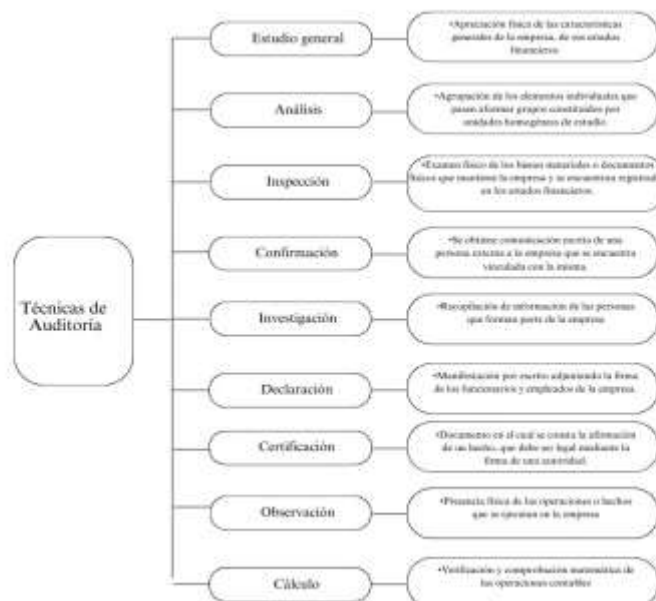 Técnicas de
Auditoría
Estudio general
•Apreciación física de las características
generales de la empresa, de sus estados
financieros
Análisis
•Agrupación de los elementos individuales que
pasan aformar grupos constituidos por
unidades homogéneas de estudio.
Inspección
•Examen físico de los bienes materiales o documentos
físicos que mantiene la empresa y se encuentren registrad
en los estados financieros.
Confirmación
•Se obtiene comunicación escrita de una
persona externa a la empresa que se encuentra
vinculada con la misma.
Investigación
•Recopilación de información de las personas
que forman parte de la empresa
Declaración
•Manifestación por escrito adjuntando la firma
de los funcionarios y empleados de la empresa.
Certificación
•Documento en el cual se consta la afirmación
de un hecho, que debe ser legal mediante la
firma de una autoridad.
Observación
•Presencia física de las operaciones o hechos
que se ejecutan en la empresa
Cálculo
•Verificación y comprobación matemática de
las operaciones contables